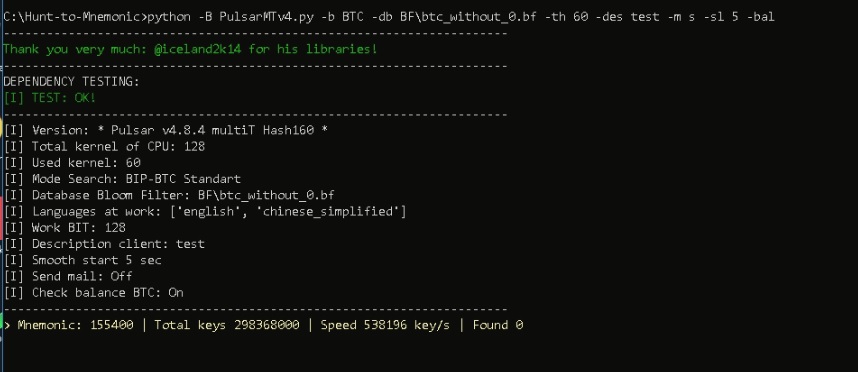 C:\Hunt-to-Mnemonic>python -B PulsarMTv4.py -b BTC -db BF\btc_without_0.bf -th 60 -des test -m s -sl 5 -bal
----------------------------------------------------------------------
Thank you very much: @iceland2k14 for his libraries!
----------------------------------------------------------------------
DEPENDENCY TESTING:
[I] TEST: OK!
----------------------------------------------------------------------
[I] Version: * Pulsar v4.8.4 multiT Hash160 *
[I] Total kernel of CPU: 128
[I] Used kernel: 60
[I] Mode Search: BIP-BTC Standart
[I] Database Bloom Filter: BF\btc_without_0.bf
[I] Languages at work: ['english', 'chinese_simplified']
[I] Work BIT: 128
[I] Description client: test
[I] Smooth start 5 sec
[I] Send mail: Off
[I] Check balance BTC: On
----------------------------------------------------------------------
> Mnemonic: 155400 | Total keys 298368000 | Speed 538196 key/s | Found 0